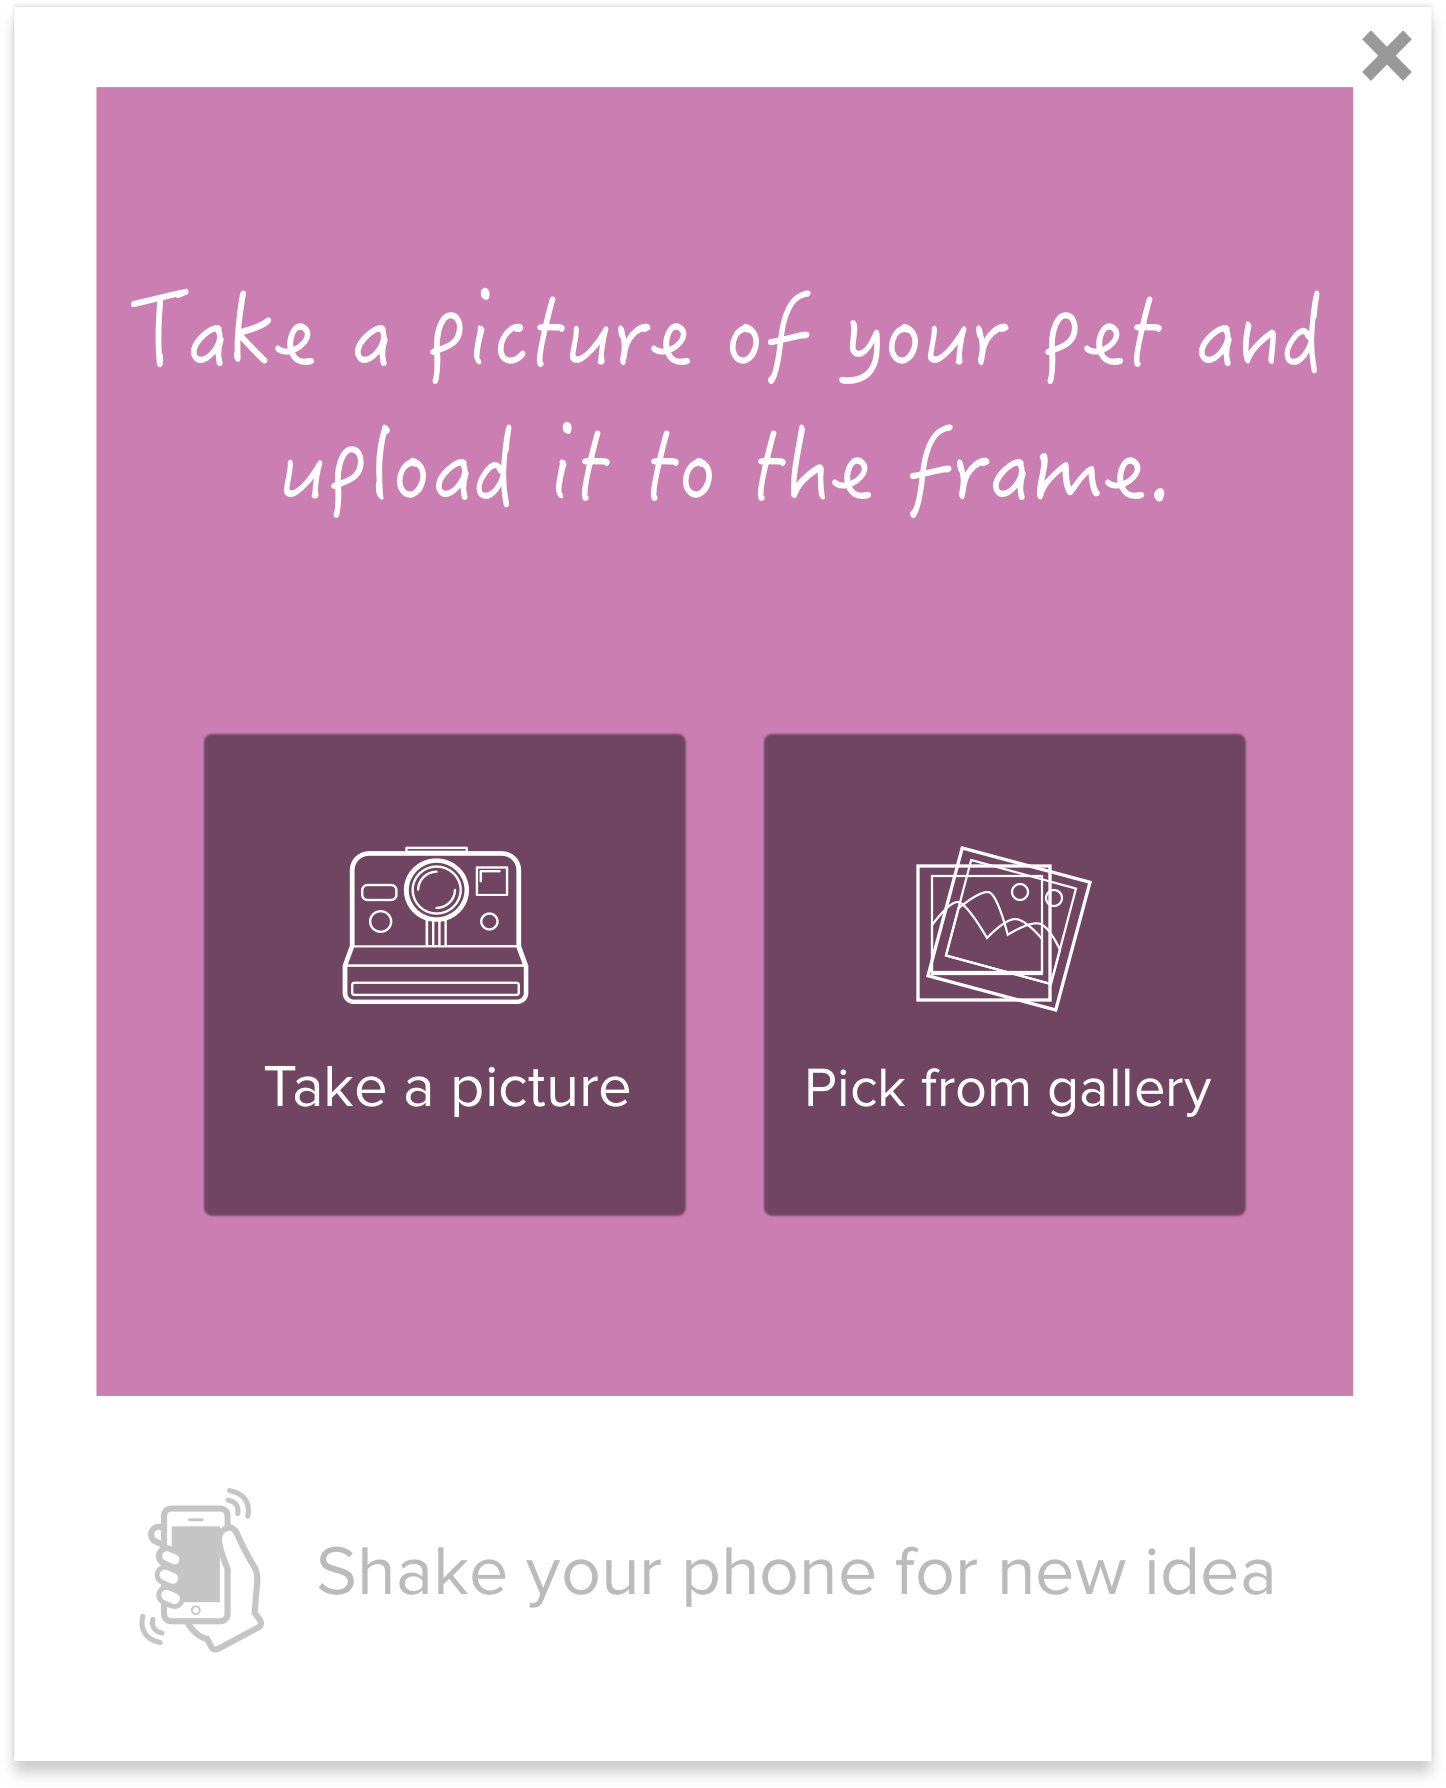 Take a picture of your pet and
upload it to the frame.
Take a picture
Pick from gallery
Shake your phone for new idea